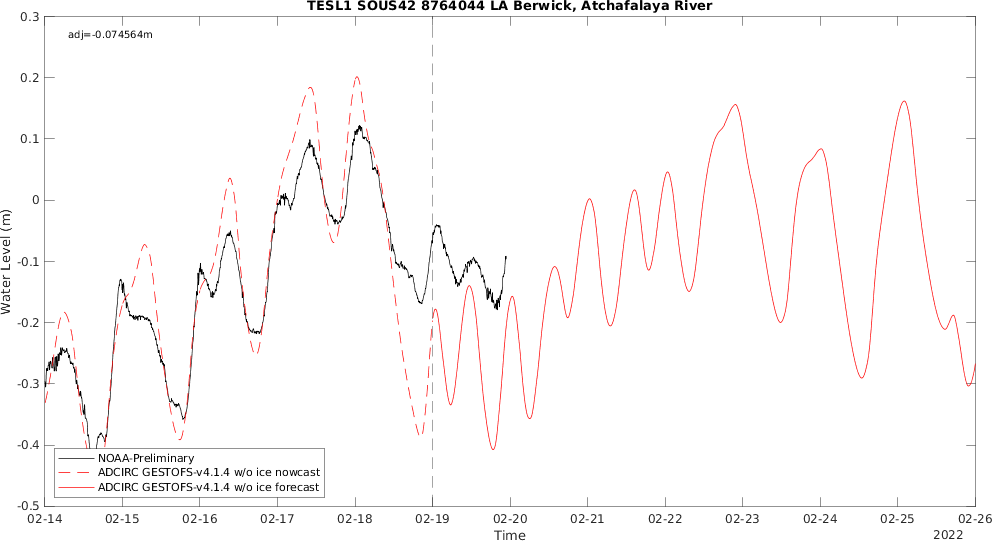 TESL1 SOUS42 8764044 LA Berwick, Atchafalaya River
adj=-0.074564m
0.3
0.2
0.1
0
-0.1
-0.2
-0.3
-0.4
-0.5
Water Level (m)
NOAA-Preliminary
ADCIRC GESTOFS-v4.1.4 w/o ice nowcast
ADCIRC GESTOFS-v4.1.4 w/o ice forecast
02-14 02-15 02-16 02-17 02-18 02-19 02-20 02-21 02-22 02-23 02-24 02-25 02-26
Time
2022